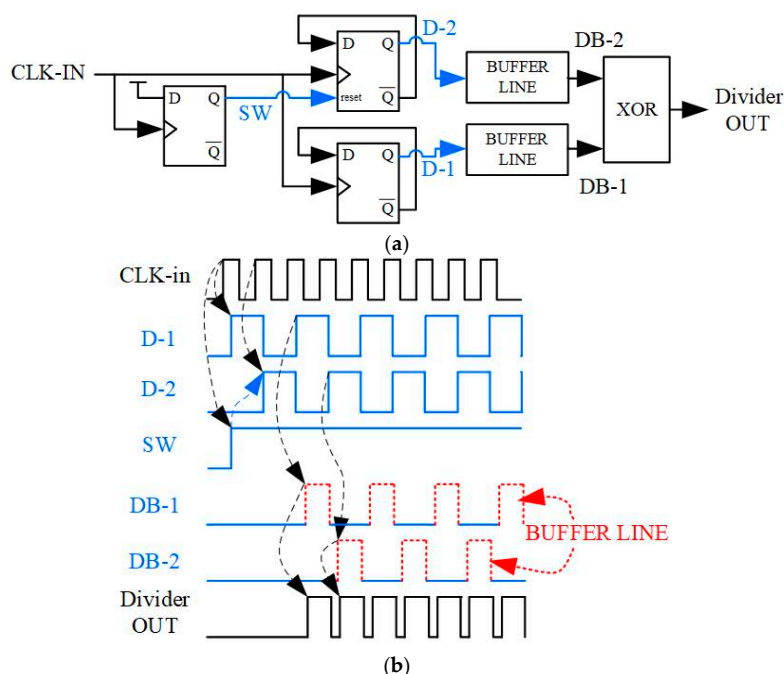 D-2
DB-2
D
Q
CLK-IN
BUFFER
LINE
Divider
OUT
D
Q
SW
reset
Q
XOR
Q
D
Q
D-1
BUFFER
LINE
DB-1
Q
(a)
CLK-in
D-1
D-2
SW
DB-1
BUFFER LINE
DB-2
Divider
OUT
(b)